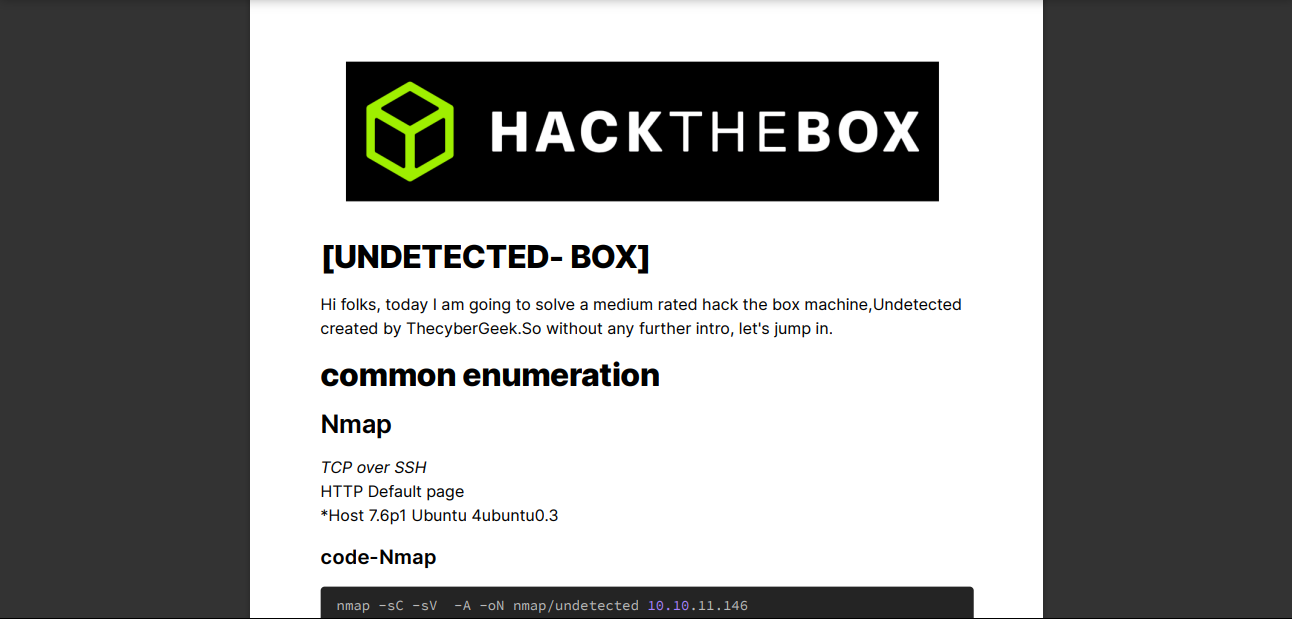 HACKTHEBOX
[UNDETECTED- BOX]
Hi folks, today I am going to solve a medium rated hack the box machine,Undetected
created by ThecyberGeek.So without any further intro, let's jump in.
common enumeration
Nmap
TCP over SSH
HTTP Default page
*Host 7.6p1 Ubuntu 4ubuntu0.3
code-Nmap
nmap -sC -sV  -A -oN nmap/undetected 10.10.11.146